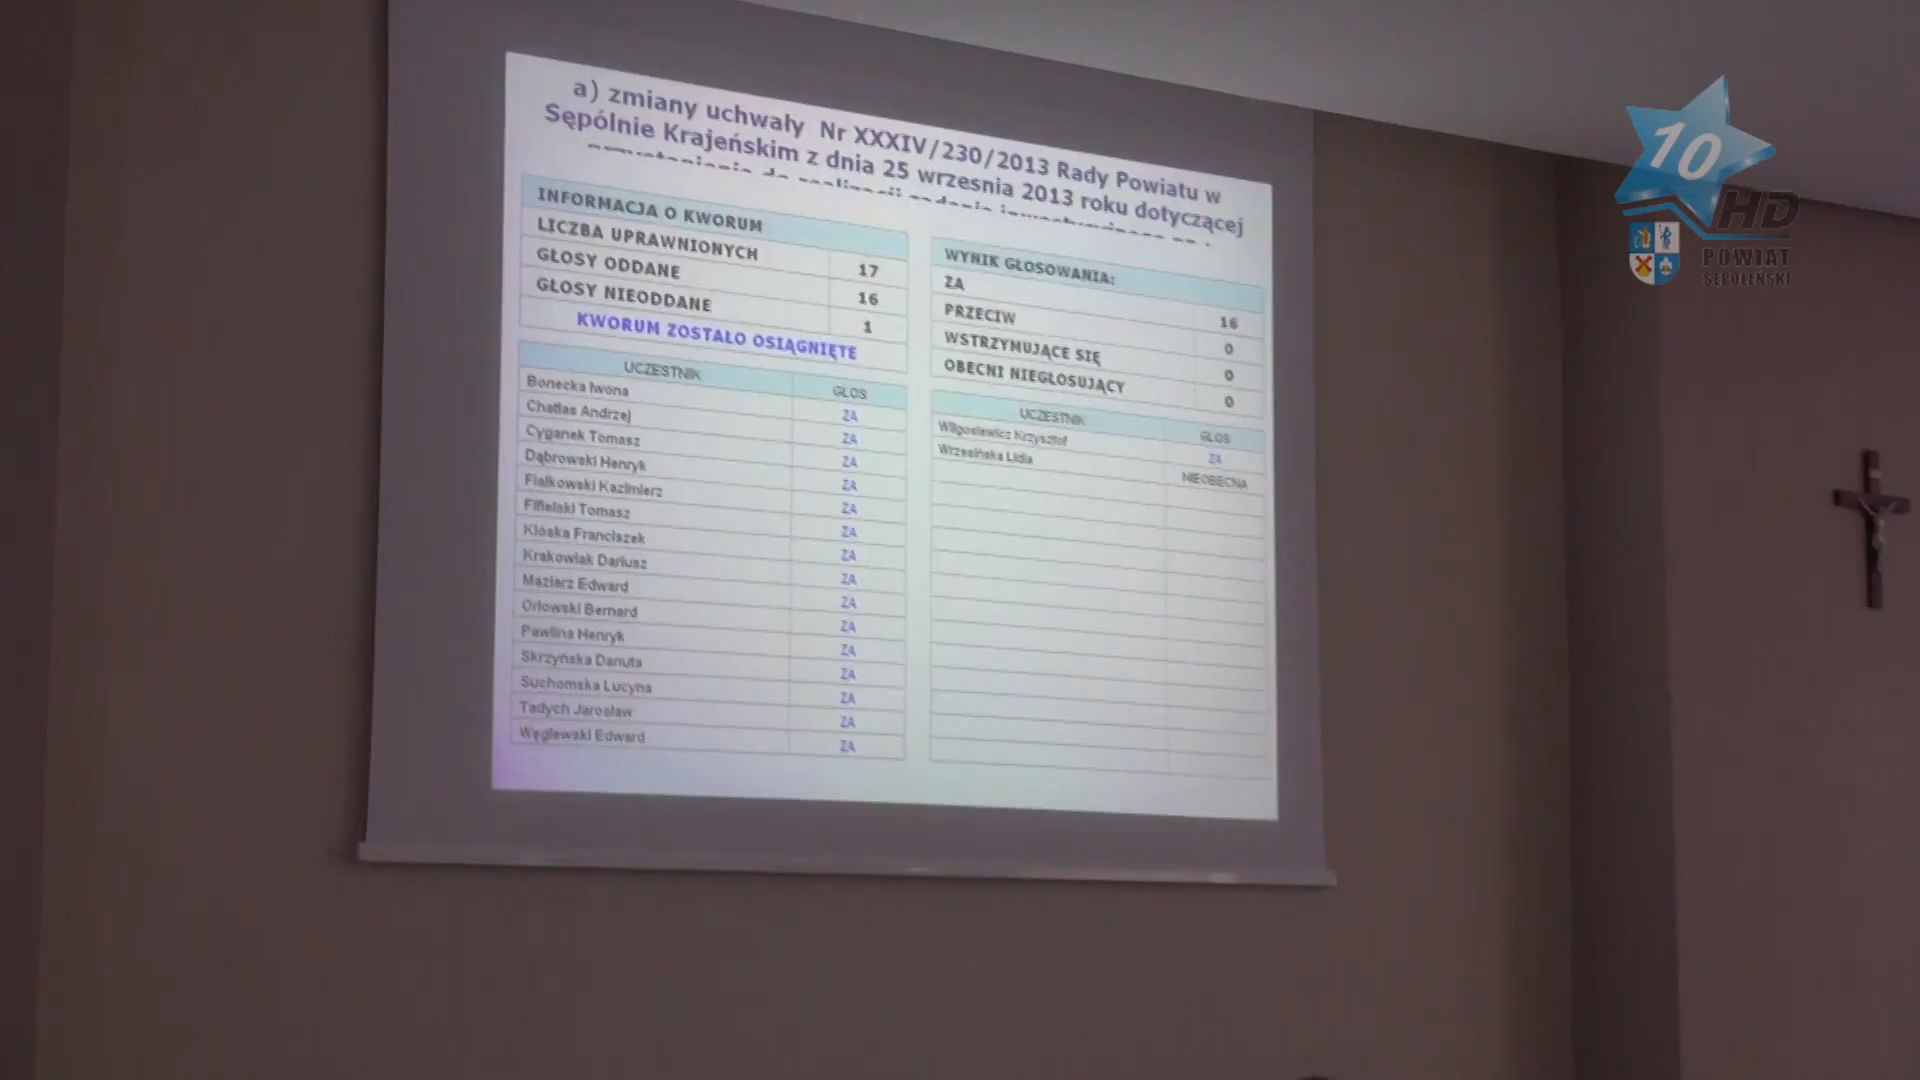 a) zmiany uchwały Nr XXXIV/230/2013 Rady Powiatu w
Sępólnie Krajeńskim z dnia 25 wrzesnia 2013 roku dotyczącej
INFORMACJA O KWORUM
LICZBA UPRAWNIONYCH 17
GŁOSY ODDANE 16
GŁOSY NIEODDANE 1
KWORUM ZOSTAŁO OSIĄGNIĘTE
UCZESTNIK GŁOS
Bonecka Iwona ZA
Chatłas Andrzej ZA
Cyganek Tomasz ZA
Dąbrowski Henryk ZA
Fiałkowski Kazimierz ZA
Fifielski Tomasz ZA
Klóska Franciszek ZA
Krakowiak Dariusz ZA
Maziarz Edward ZA
Orłowski Bernard ZA
Pawlina Henryk ZA
Skrzyńska Danuta ZA
Suchomska Lucyna ZA
Tadych Jarosław ZA
Węglewski Edward ZA
WYNIK GŁOSOWANIA:
ZA 16
PRZECIW 0
WSTRZYMUJĄCE SIĘ 0
OBECNI NIEGŁOSUJĄCY 0
UCZESTNIK GŁOS
Wilgosiewicz Krzysztof ZA
Wrzesińska Lidia NIEOBECNA
10
HD
POWIAT
SĘPOLEŃSKI